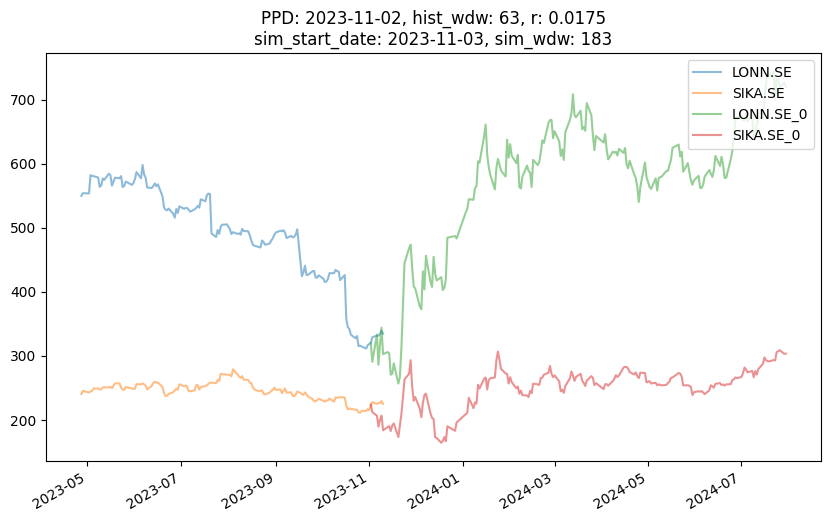 PPD: 2023-11-02, hist_wdw: 63, r: 0.0175
sim_start_date: 2023-11-03, sim_wdw: 183
LONN.SE
SIKA.SE
LONN.SE_0
SIKA.SE_0
700
600
500
400
300
200
2023-05
2023-07
2023-09
2023-11
2024-01
2024-03
2024-05
2024-07